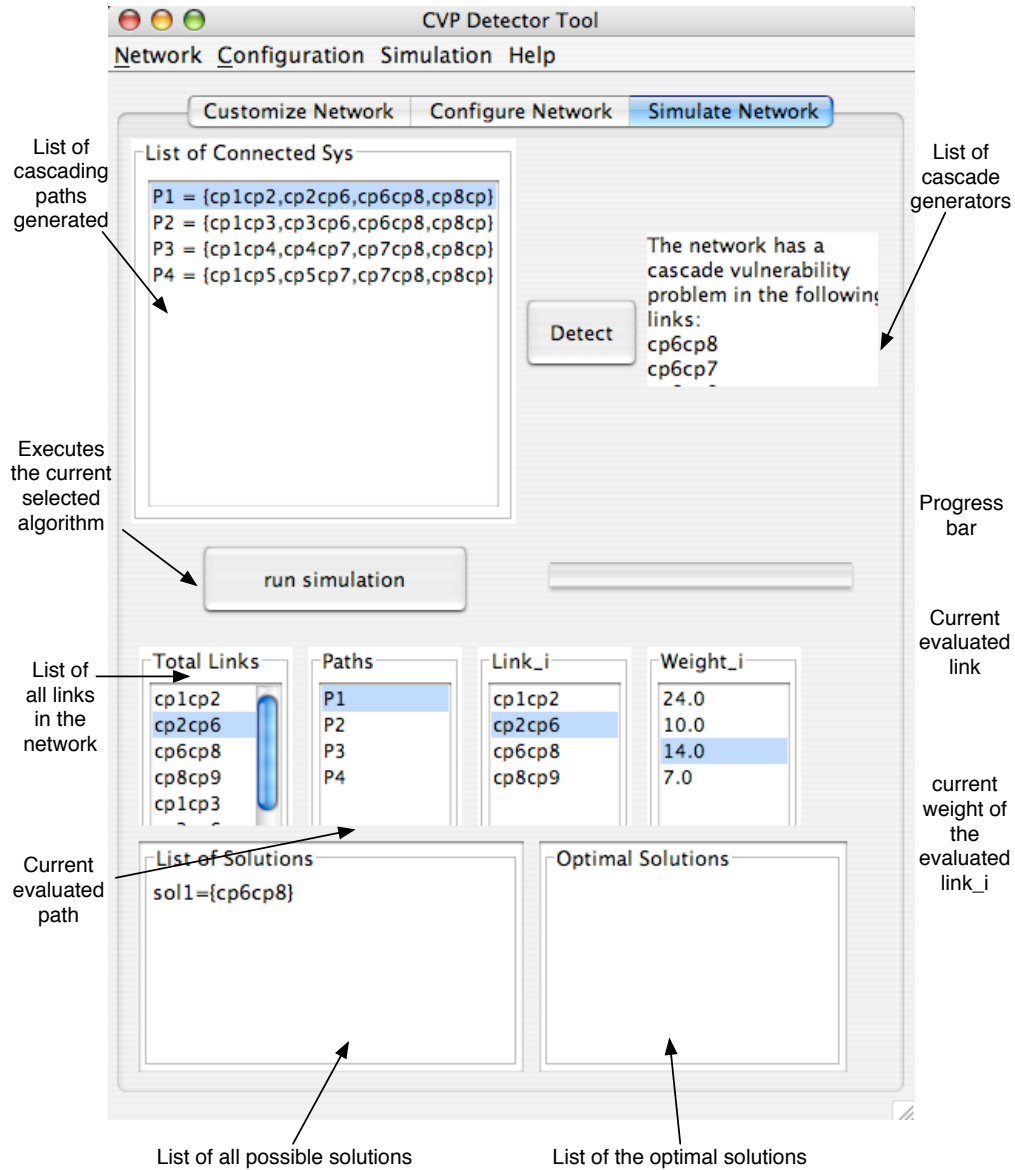 CVP Detector Tool
Network Configuration Simulation Help
Customize Network
Configure Network
Simulate Network
List of
cascading
paths
generated
List of Connected Sys
P1 = {cp1cp2,cp2cp6,cp6cp8,cp8cp}
P2 = {cp1cp3,cp3cp6,cp6cp8,cp8cp}
P3 = {cp1cp4,cp4cp7,cp7cp8,cp8cp}
P4 = {cp1cp5,cp5cp7,cp7cp8,cp8cp}
Detect
The network has a
cascade vulnerability
problem in the following
links:
cp6cp8
cp6cp7
List of
cascade
generators
Executes
the current
selected
algorithm
run simulation
Progress
bar
Current
evaluated
link
List of
all links
in the
network
Total Links
cp1cp2
cp2cp6
cp6cp8
cp8cp9
cp1cp3
Paths
P1
P2
P3
P4
Link_i
cp1cp2
cp2cp6
cp6cp8
cp8cp9
Weight_i
24.0
10.0
14.0
7.0
current
weight of
the
evaluated
link_i
Current
evaluated
path
List of Solutions
sol1={cp6cp8}
Optimal Solutions
List of all possible solutions
List of the optimal solutions